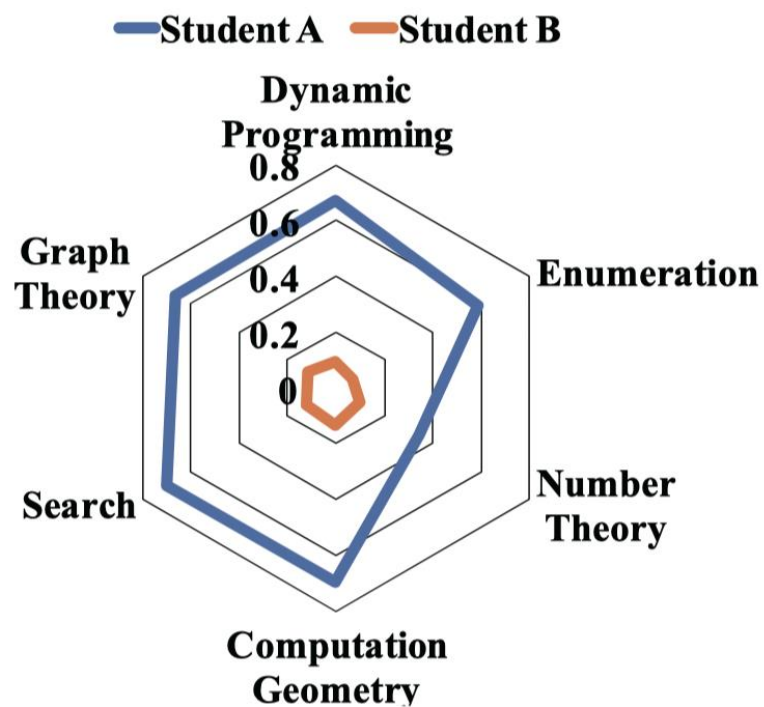 Student A Student B
Dynamic
Programming
0.8
0.6
Graph
Theory
Enumeration
0.4
0.2
0
Search
Number
Theory
Computation
Geometry